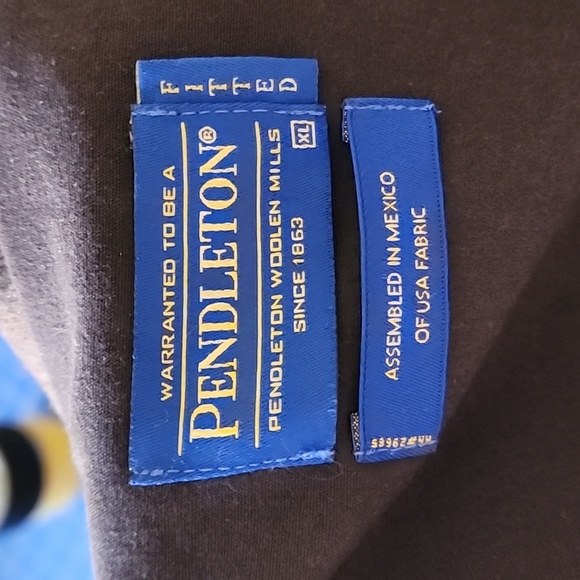 FITTED
WARRANTED TO BE A
PENDLETON®
PENDLETON WOOLEN MILLS
SINCE 1863
XL
ASSEMBLED IN MEXICO
OF USA FABRIC